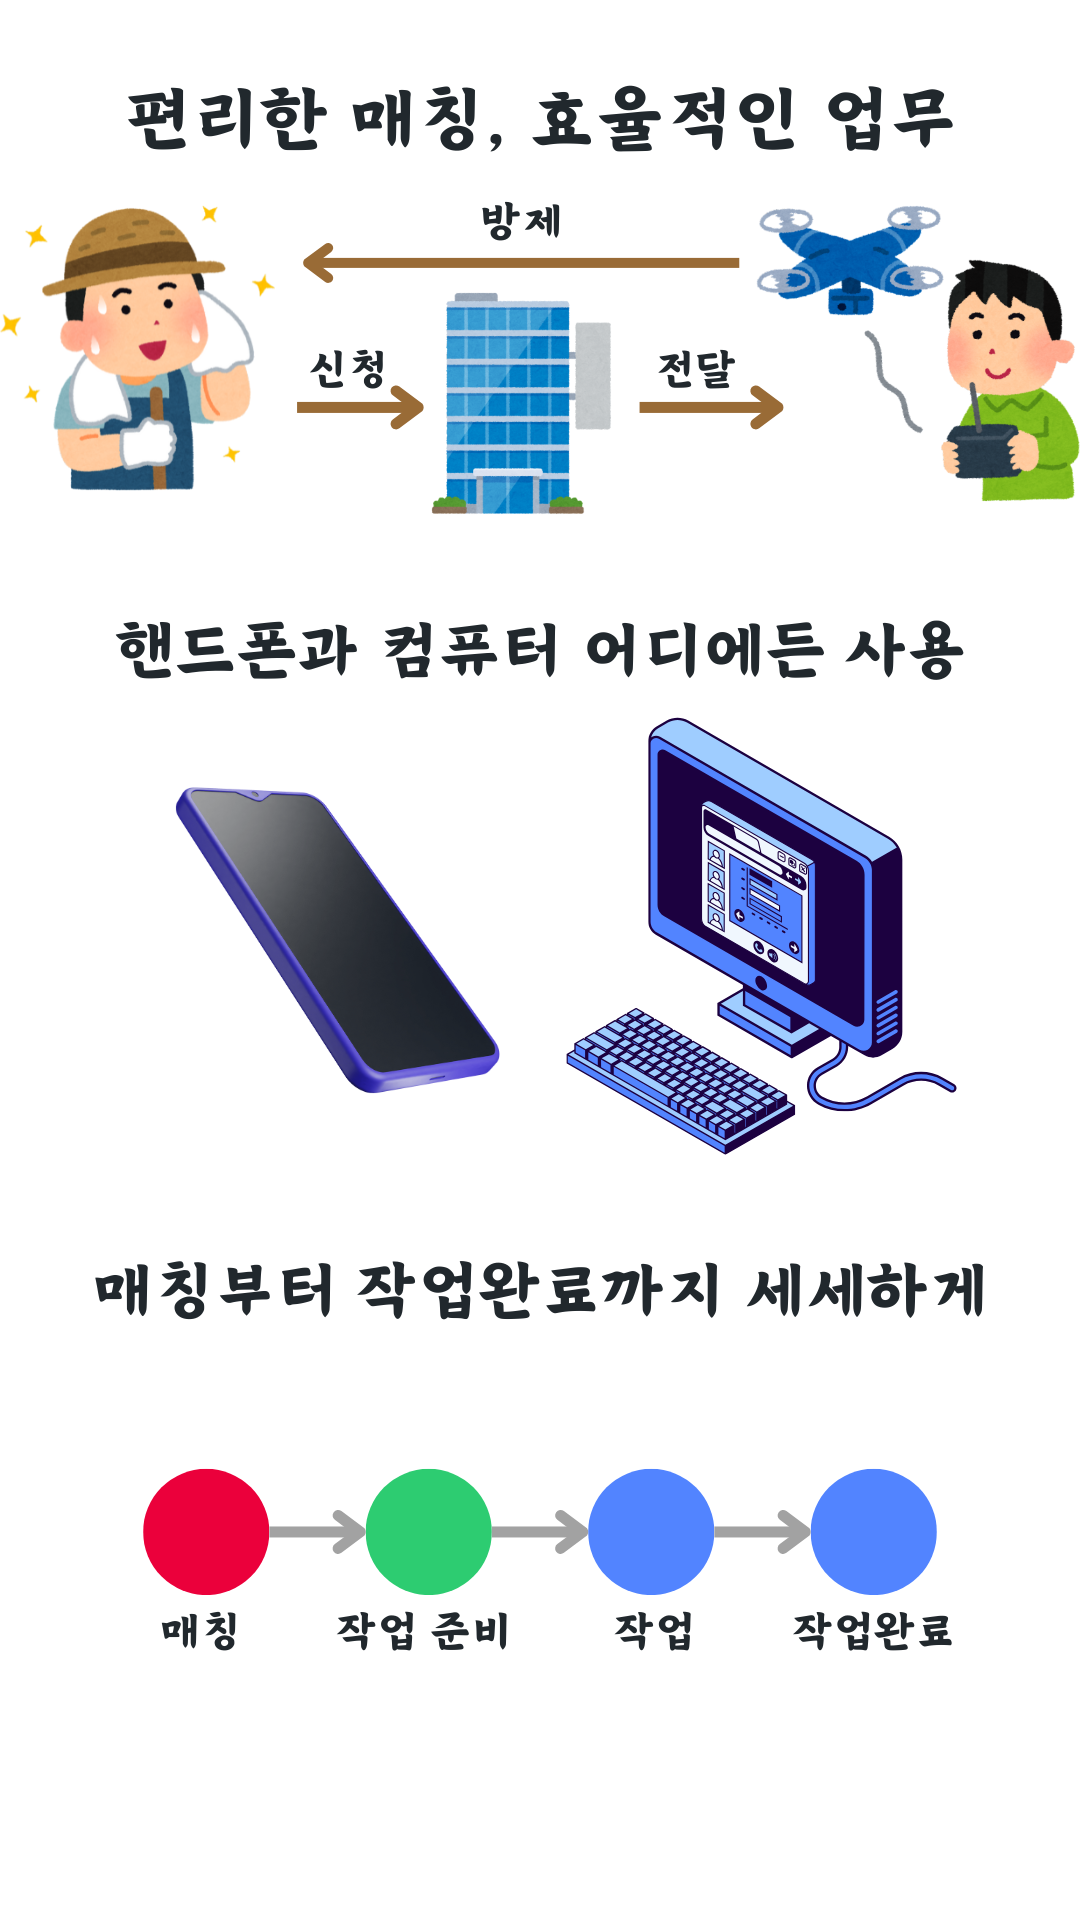 편리한 매칭, 효율적인 업무
방제
신청
전달
핸드폰과 컴퓨터 어디에든 사용
매칭부터 작업완료까지 세세하게
매칭
작업 준비
작업
작업완료